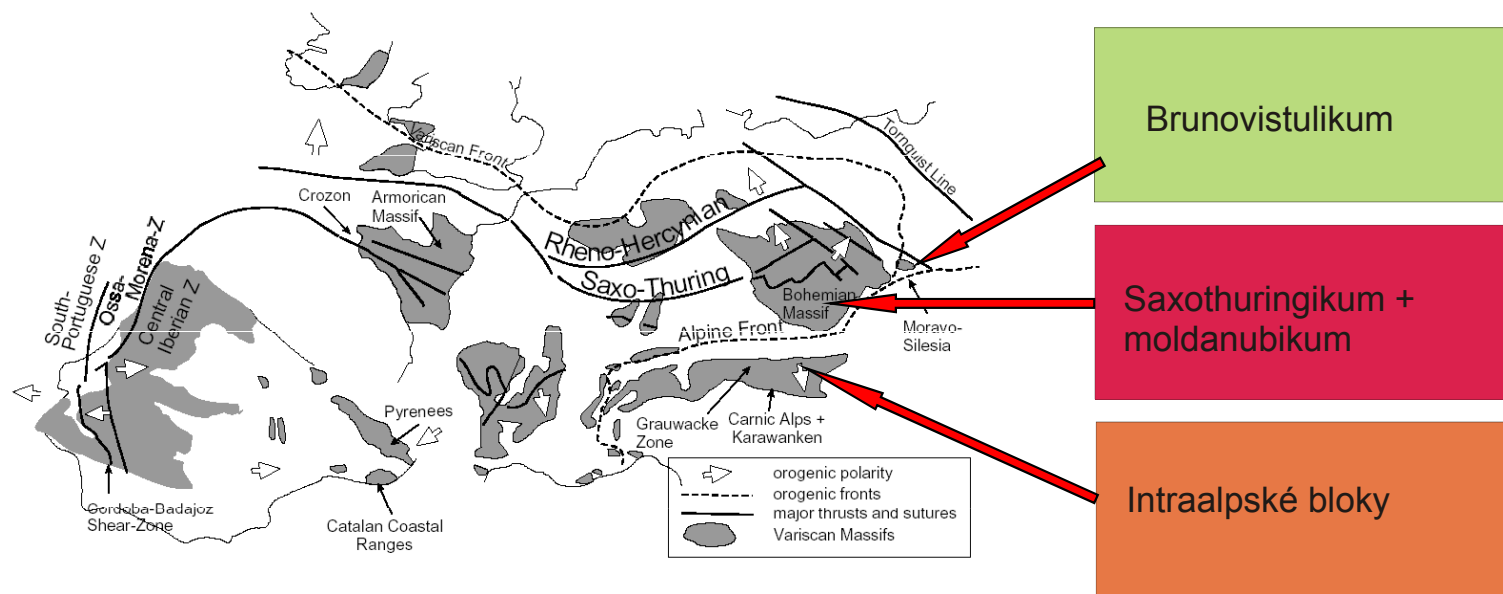 Brunovistulikum
Saxothuringikum +
moldanubikum
Intraalpské bloky
Variscan Front
Tornquist Line
Crozon
Armorican
Massif
Rheno-Hercynian
Saxo-Thuring
Bohemian
Massif
Moravo-
Silesia
Alpine Front
South-
Portuguese Z
Ossa-
Morena-Z
Central
Iberian Z
Pyrenees
Grauwacke
Zone
Carnic Alps +
Karawanken
Cordoba-Badajoz
Shear-Zone
Catalan Coastal
Ranges
orogenic polarity
orogenic fronts
major thrusts and sutures
Variscan Massifs